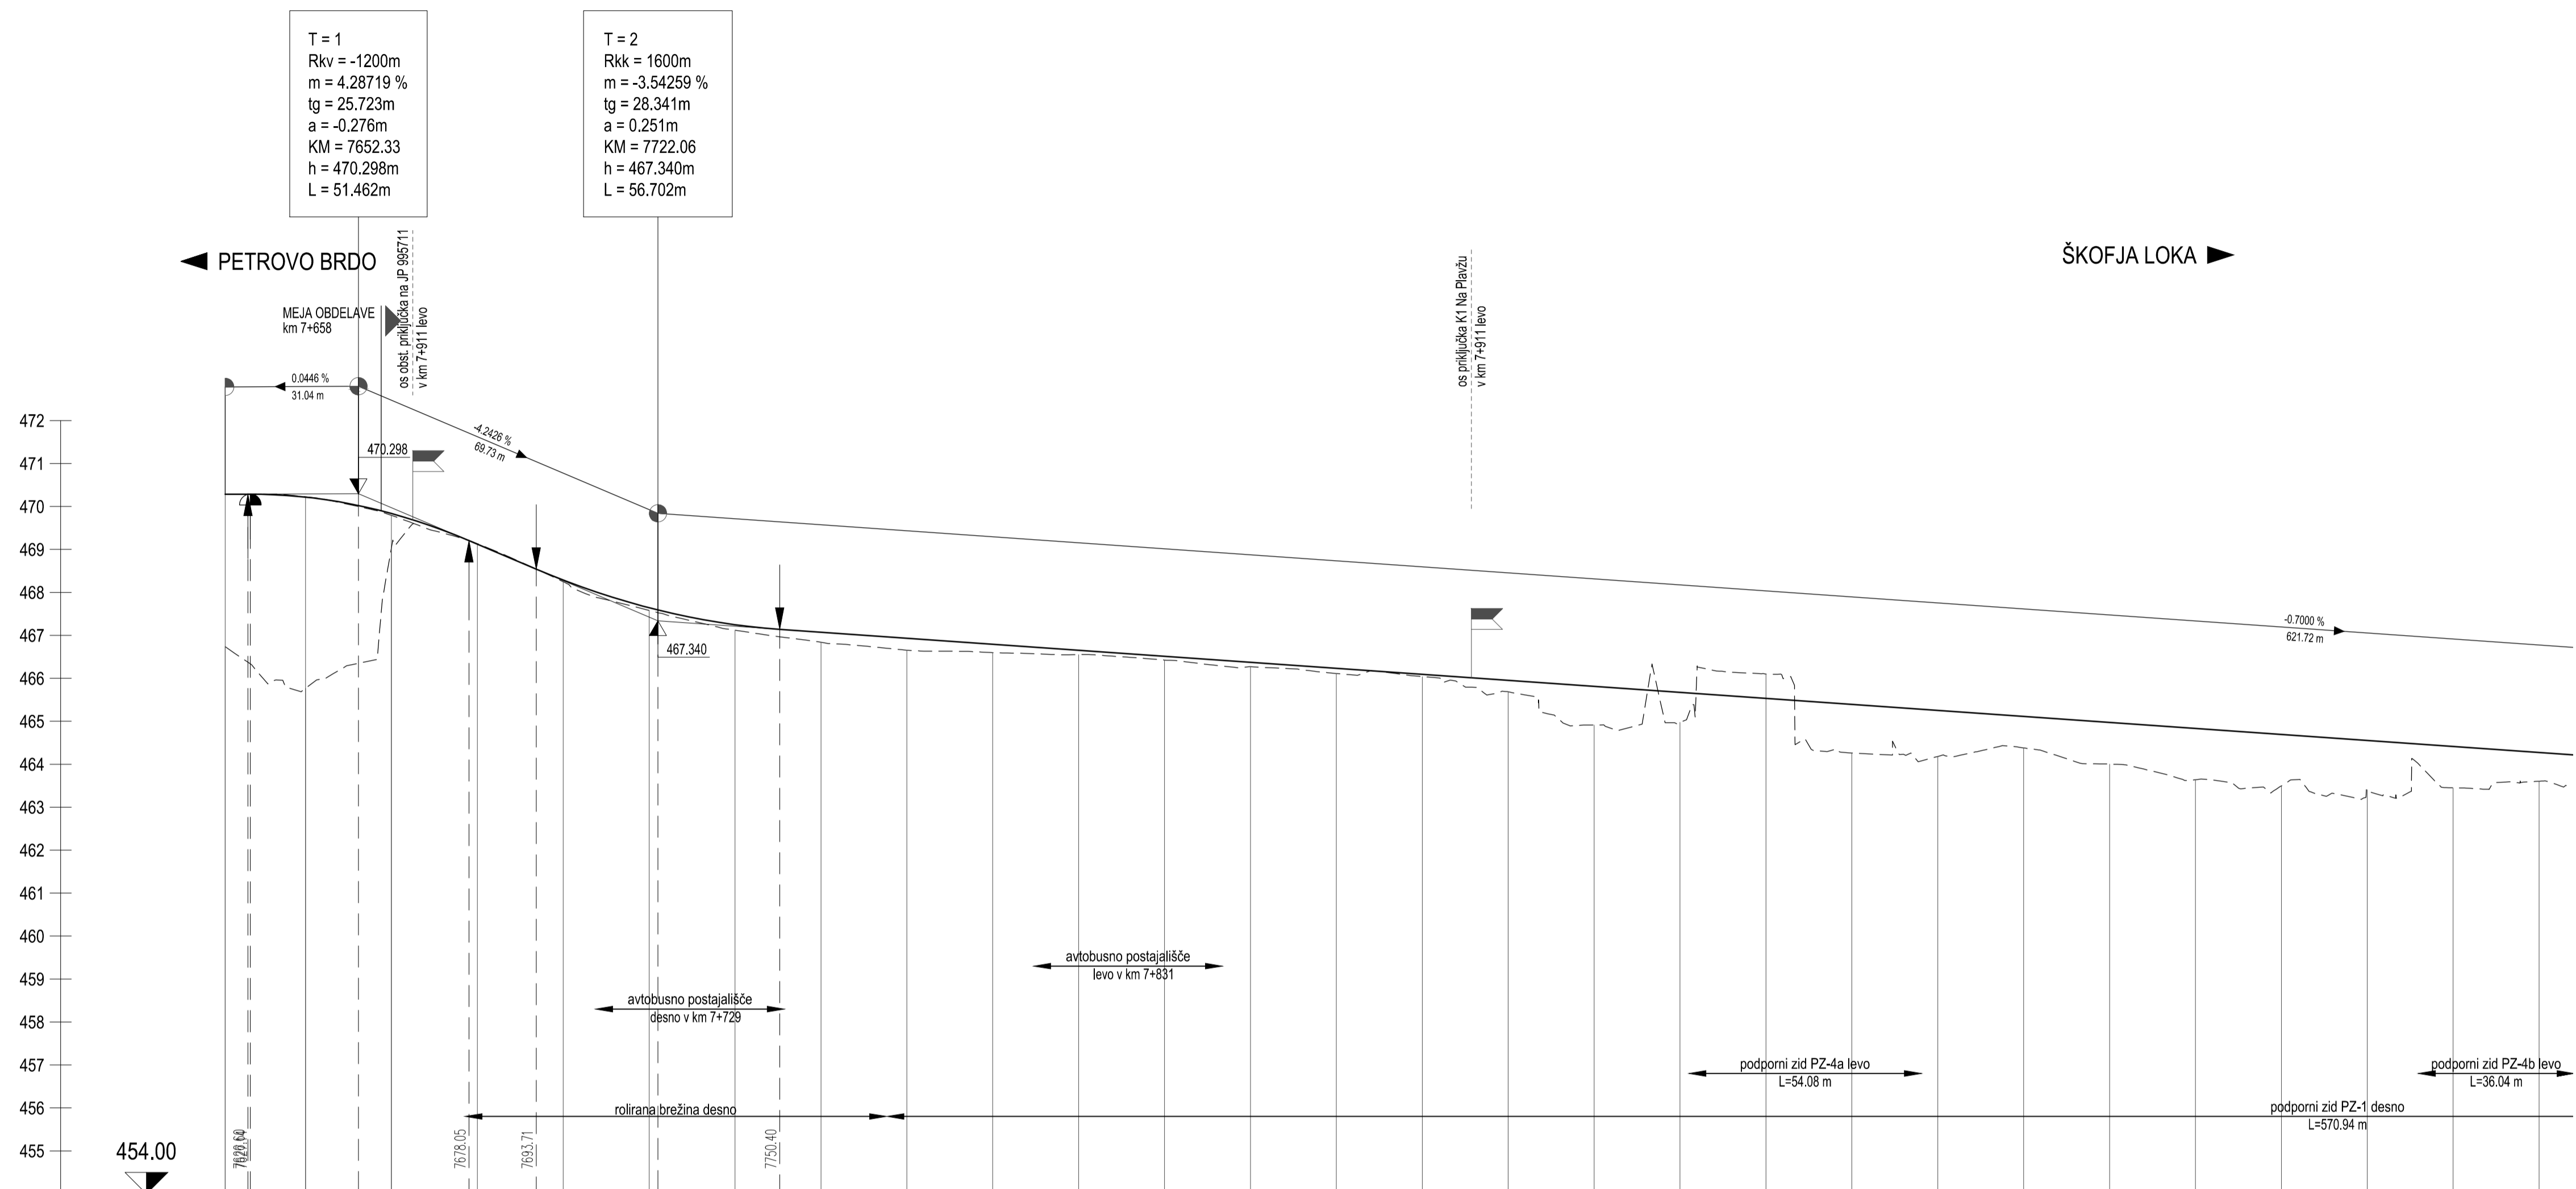 T = 1
Rkv = -1200m
m = 4.28719 %
tg = 25.723m
a = -0.276m
KM = 7652.33
h = 470.298m
L = 51.462m
T = 2
Rkk = 1600m
m = -3.54259 %
tg = 28.341m
a = 0.251m
KM = 7722.06
h = 467.340m
L = 56.702m
PETROVO BRDO
ŠKOFJA LOKA
MEJA OBDELAVE
km 7+658
os obst. priključka na JP 995711
v km 7+911 levo
os priključka K1 Na Plavžu
v km 7+911 levo
0.0446 %
31.04 m
-4.2426 %
69.73 m
470.298
467.340
-0.7000 %
621.72 m
472
471
470
469
468
467
466
465
464
463
462
461
460
459
458
457
456
455
454.00
avtobusno postajališče
levo v km 7+831
avtobusno postajališče
desno v km 7+729
podporni zid PZ-4a levo
L=54.08 m
podporni zid PZ-4b levo
L=36.04 m
rolirana brežina desno
podporni zid PZ-1 desno
L=570.94 m
7678.05
7693.71
7750.40